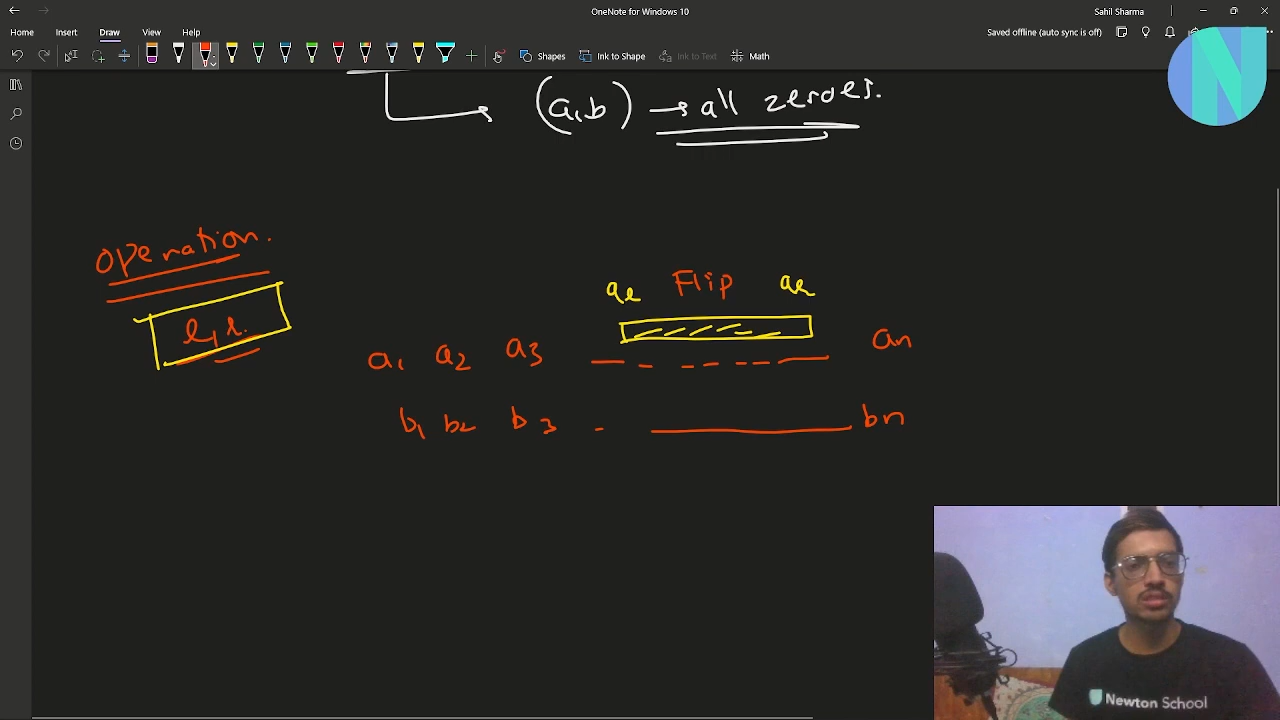 OneNote for Windows 10
Sahil Sharma
Home Insert Draw View Help
Saved offline (auto sync is off)
Shapes Ink to Shape Ink to Text Math
(a, b) → all zeroes.
operation.
l, r.
al Flip ar
a1 a2 a3 an
b1 b2 b3 bn
Newton School